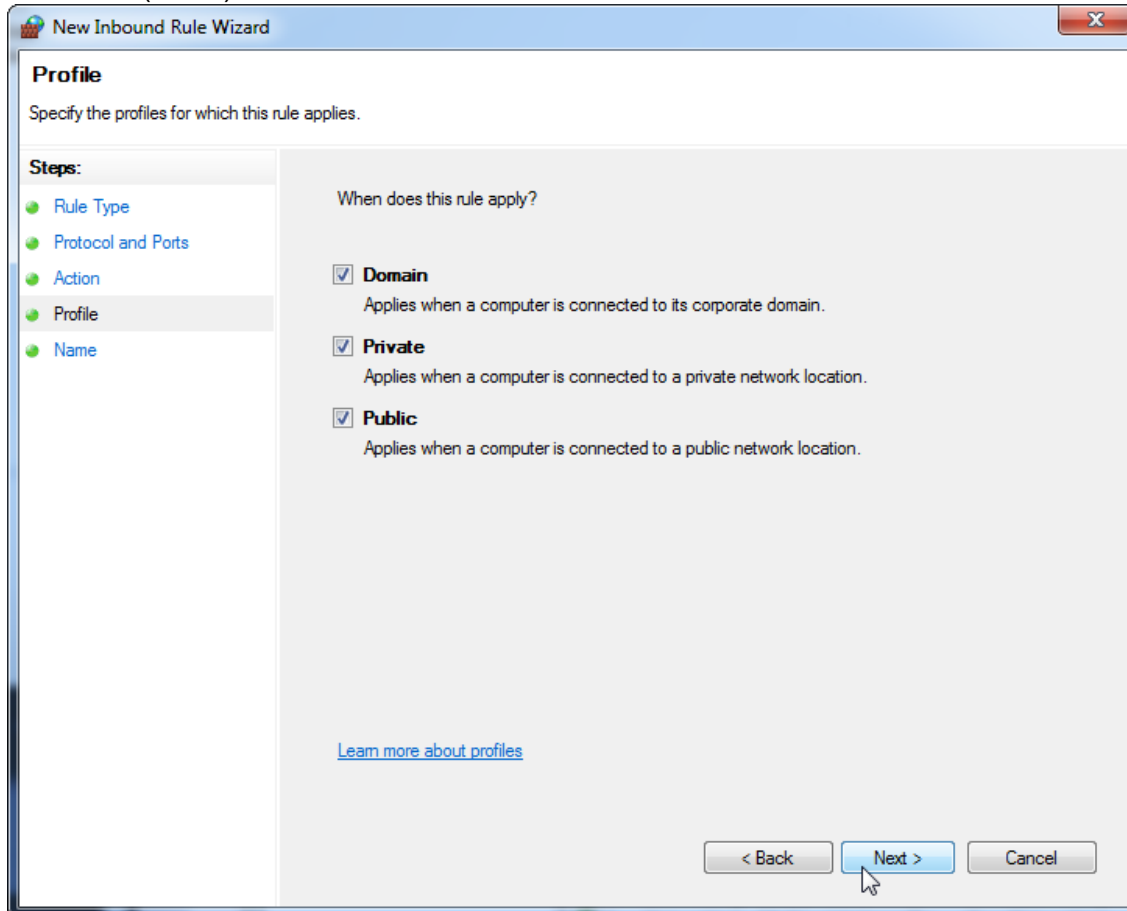 New Inbound Rule Wizard
Profile
Specify the profiles for which this rule applies.
Steps:
Rule Type
Protocol and Ports
Action
Profile
Name
When does this rule apply?
Domain
Applies when a computer is connected to its corporate domain.
Private
Applies when a computer is connected to a private network location.
Public
Applies when a computer is connected to a public network location.
Learn more about profiles
< Back
Next >
Cancel